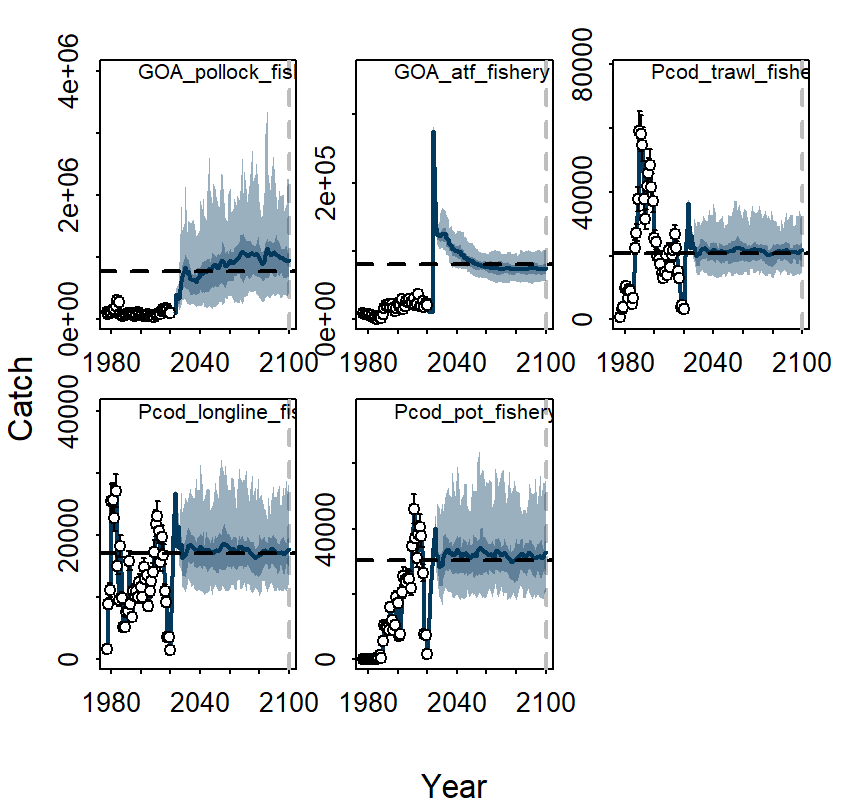 GOA_pollock_fis
GOA_atf_fishery
Pcod_trawl_fishe
0e+00 2e+06 4e+06
0e+00 2e+05
0 40000 80000
1980 2040 2100
1980 2040 2100
1980 2040 2100
Catch
Pcod_longline_fis
Pcod_pot_fishery
0 20000 40000
0 40000
1980 2040 2100
1980 2040 2100
Year